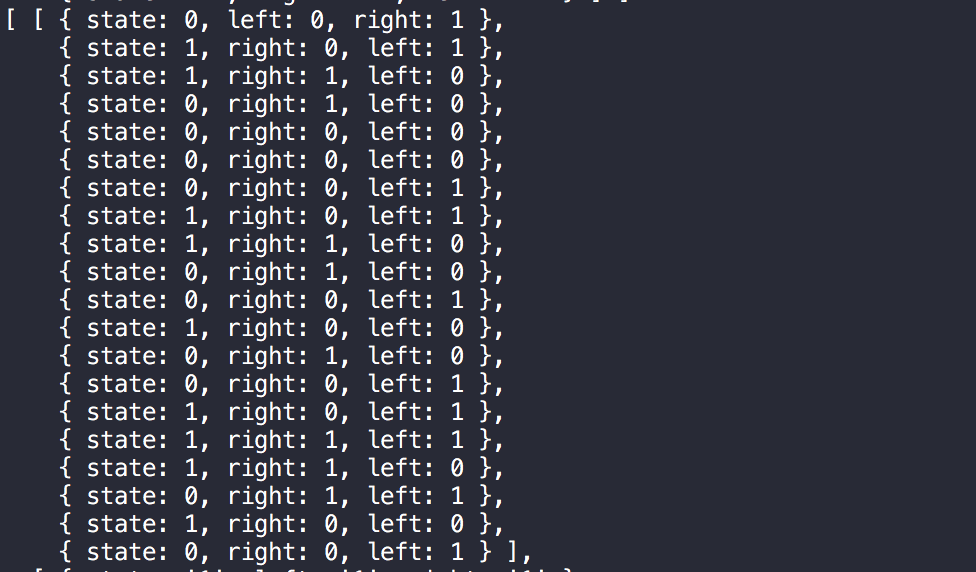 [ [ { state: 0, left: 0, right: 1 },
{ state: 1, right: 0, left: 1 },
{ state: 1, right: 1, left: 0 },
{ state: 0, right: 1, left: 0 },
{ state: 0, right: 0, left: 0 },
{ state: 0, right: 0, left: 0 },
{ state: 0, right: 0, left: 1 },
{ state: 1, right: 0, left: 1 },
{ state: 1, right: 1, left: 0 },
{ state: 0, right: 1, left: 0 },
{ state: 0, right: 0, left: 1 },
{ state: 1, right: 0, left: 0 },
{ state: 0, right: 1, left: 0 },
{ state: 0, right: 0, left: 1 },
{ state: 1, right: 0, left: 1 },
{ state: 1, right: 1, left: 1 },
{ state: 1, right: 1, left: 0 },
{ state: 0, right: 1, left: 1 },
{ state: 1, right: 0, left: 0 },
{ state: 0, right: 0, left: 1 } ],